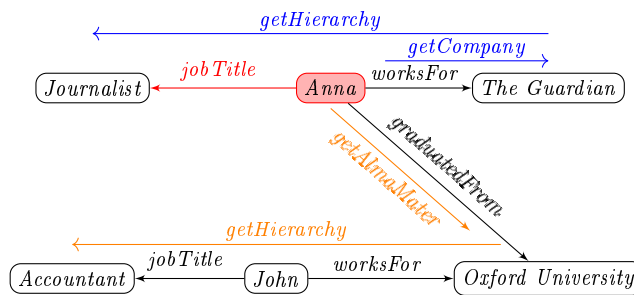 getHierarchy
getCompany
jobTitle
worksFor
Journalist
Anna
The Guardian
graduatedFrom
getAlmaMater
getHierarchy
jobTitle
worksFor
Accountant
John
Oxford University